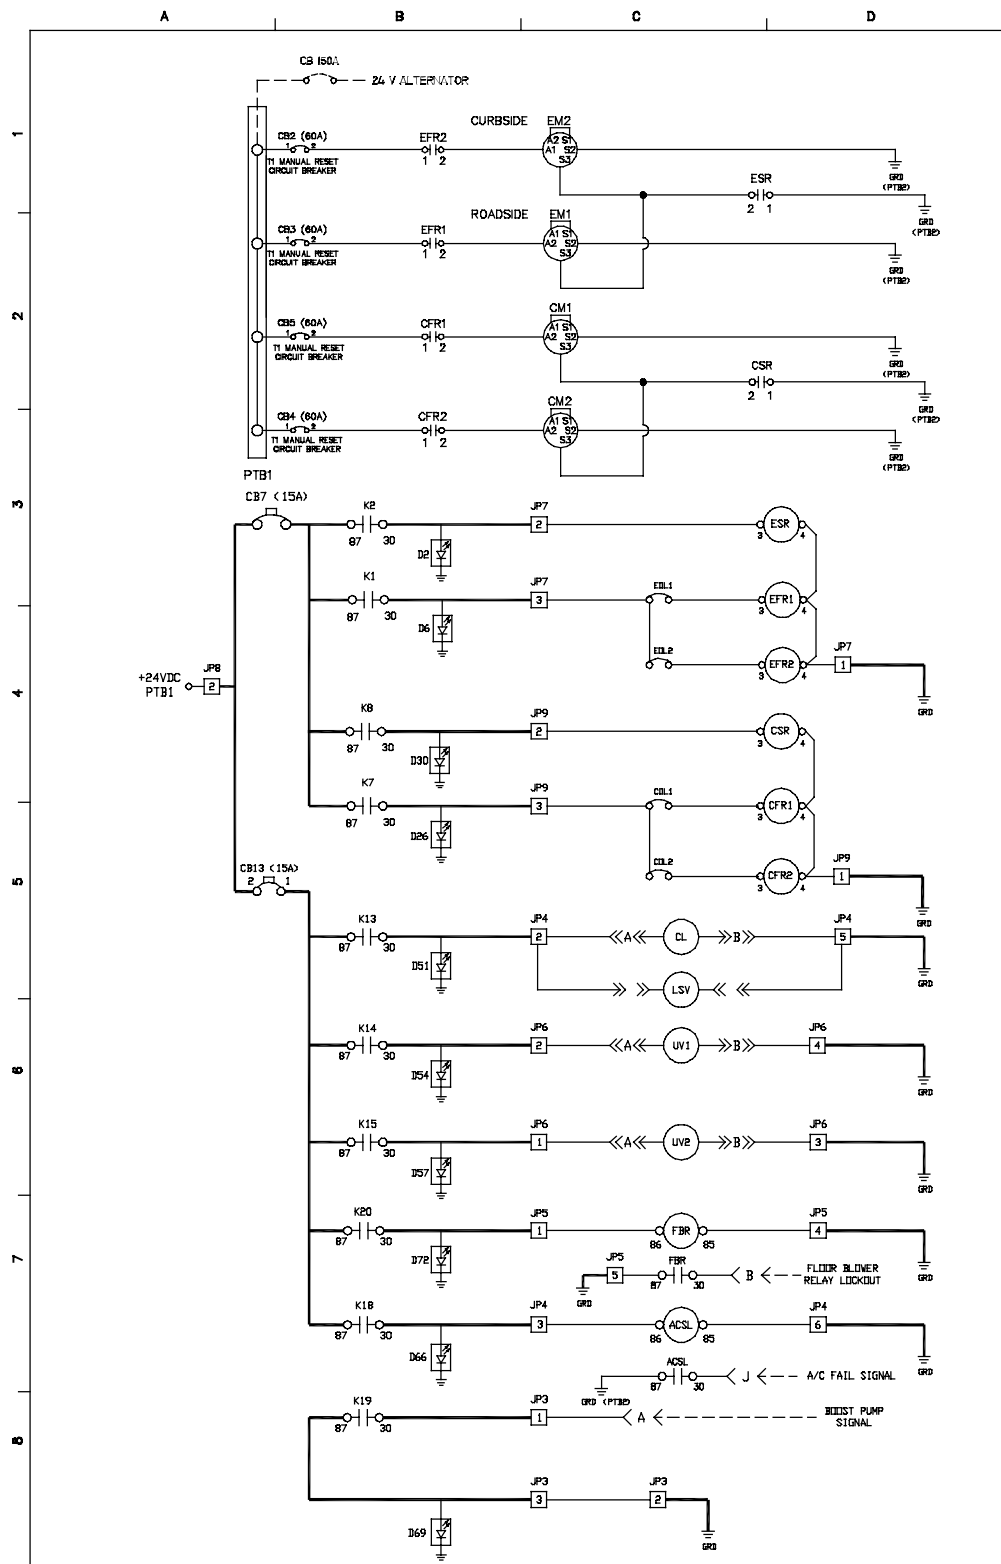 A B C D
CB 150A
24 V ALTERNATOR
1
CURBSIDE EM2
CB2 (60A) EFR2 A2 S1
1 2 A1 S2
1 2 S3
T1 MANUAL RESET
CIRCUIT BREAKER
GRD
(PTB2)
ESR
2 1
GRD
(PTB2)
ROADSIDE EM1
CB3 (60A) EFR1 A1 S1
1 2 A2 S2
1 2 S3
T1 MANUAL RESET
CIRCUIT BREAKER
GRD
(PTB2)
2
CM1
CB5 (60A) CFR1 A1 S1
1 2 A2 S2
1 2 S3
T1 MANUAL RESET
CIRCUIT BREAKER
GRD
(PTB2)
CSR
2 1
GRD
(PTB2)
CM2
CB4 (60A) CFR2 A1 S1
1 2 A2 S2
1 2 S3
T1 MANUAL RESET
CIRCUIT BREAKER
GRD
(PTB2)
PTB1
3
CB7 (15A)
K2 JP7
2 ESR
87 30 3 4
D2
K1 JP7
3 EDL1 EFR1
87 30 3 4
D6
EDL2 EFR2 JP7
3 4 1
GRD
4
+24VDC JP8
PTB1 2
K8 JP9
2 CSR
87 30 3 4
D30
K7 JP9
3 CDL1 CFR1
87 30 3 4
D26
5
CB13 (15A)
2 1
CDL2 CFR2 JP9
3 4 1
GRD
K13 JP4 JP4
2 A CL B 5
87 30
D51
GRD
LSV
6
K14 JP6 JP6
2 A UV1 B 4
87 30
D54
GRD
K15 JP6 JP6
1 A UV2 B 3
87 30
D57
GRD
7
K20 JP5 JP5
1 FBR 4
87 30 86 85
D72
GRD
JP5 FBR
5 B FLOOR BLOWER
RELAY LOCKOUT
GRD 87 30
K18 JP4 JP4
3 ACSL 6
87 30 86 85
D66
GRD
ACSL
J A/C FAIL SIGNAL
87 30
GRD (PTB2)
8
K19 JP3
1 A BOOST PUMP
SIGNAL
87 30
JP3 JP3
3 2
D69
GRD